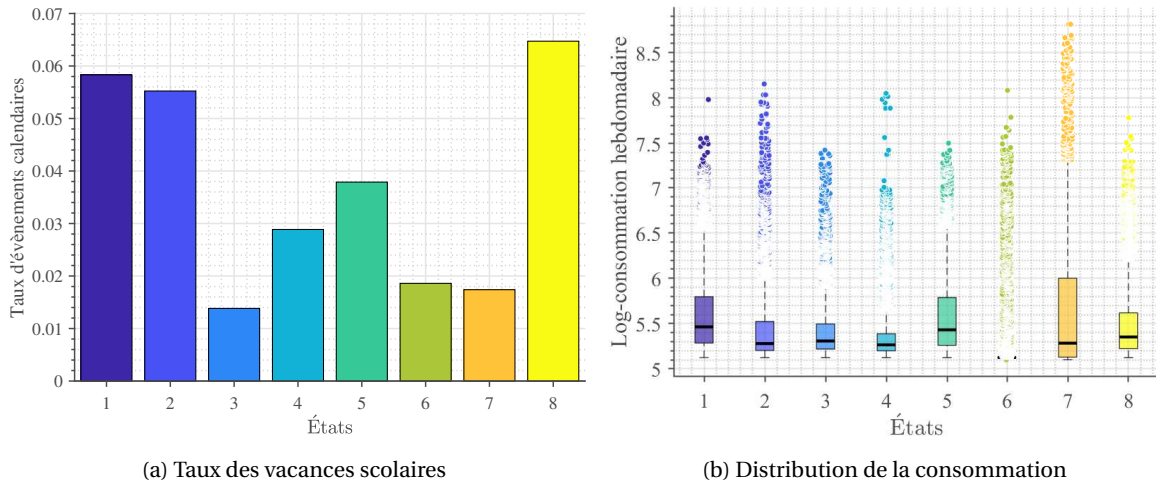 Taux d'évènements calendaires
0.07
0.06
0.05
0.04
0.03
0.02
0.01
0
1 2 3 4 5 6 7 8
États
(a) Taux des vacances scolaires
Log-consommation hebdomadaire
8.5
8
7.5
7
6.5
6
5.5
5
1 2 3 4 5 6 7 8
États
(b) Distribution de la consommation